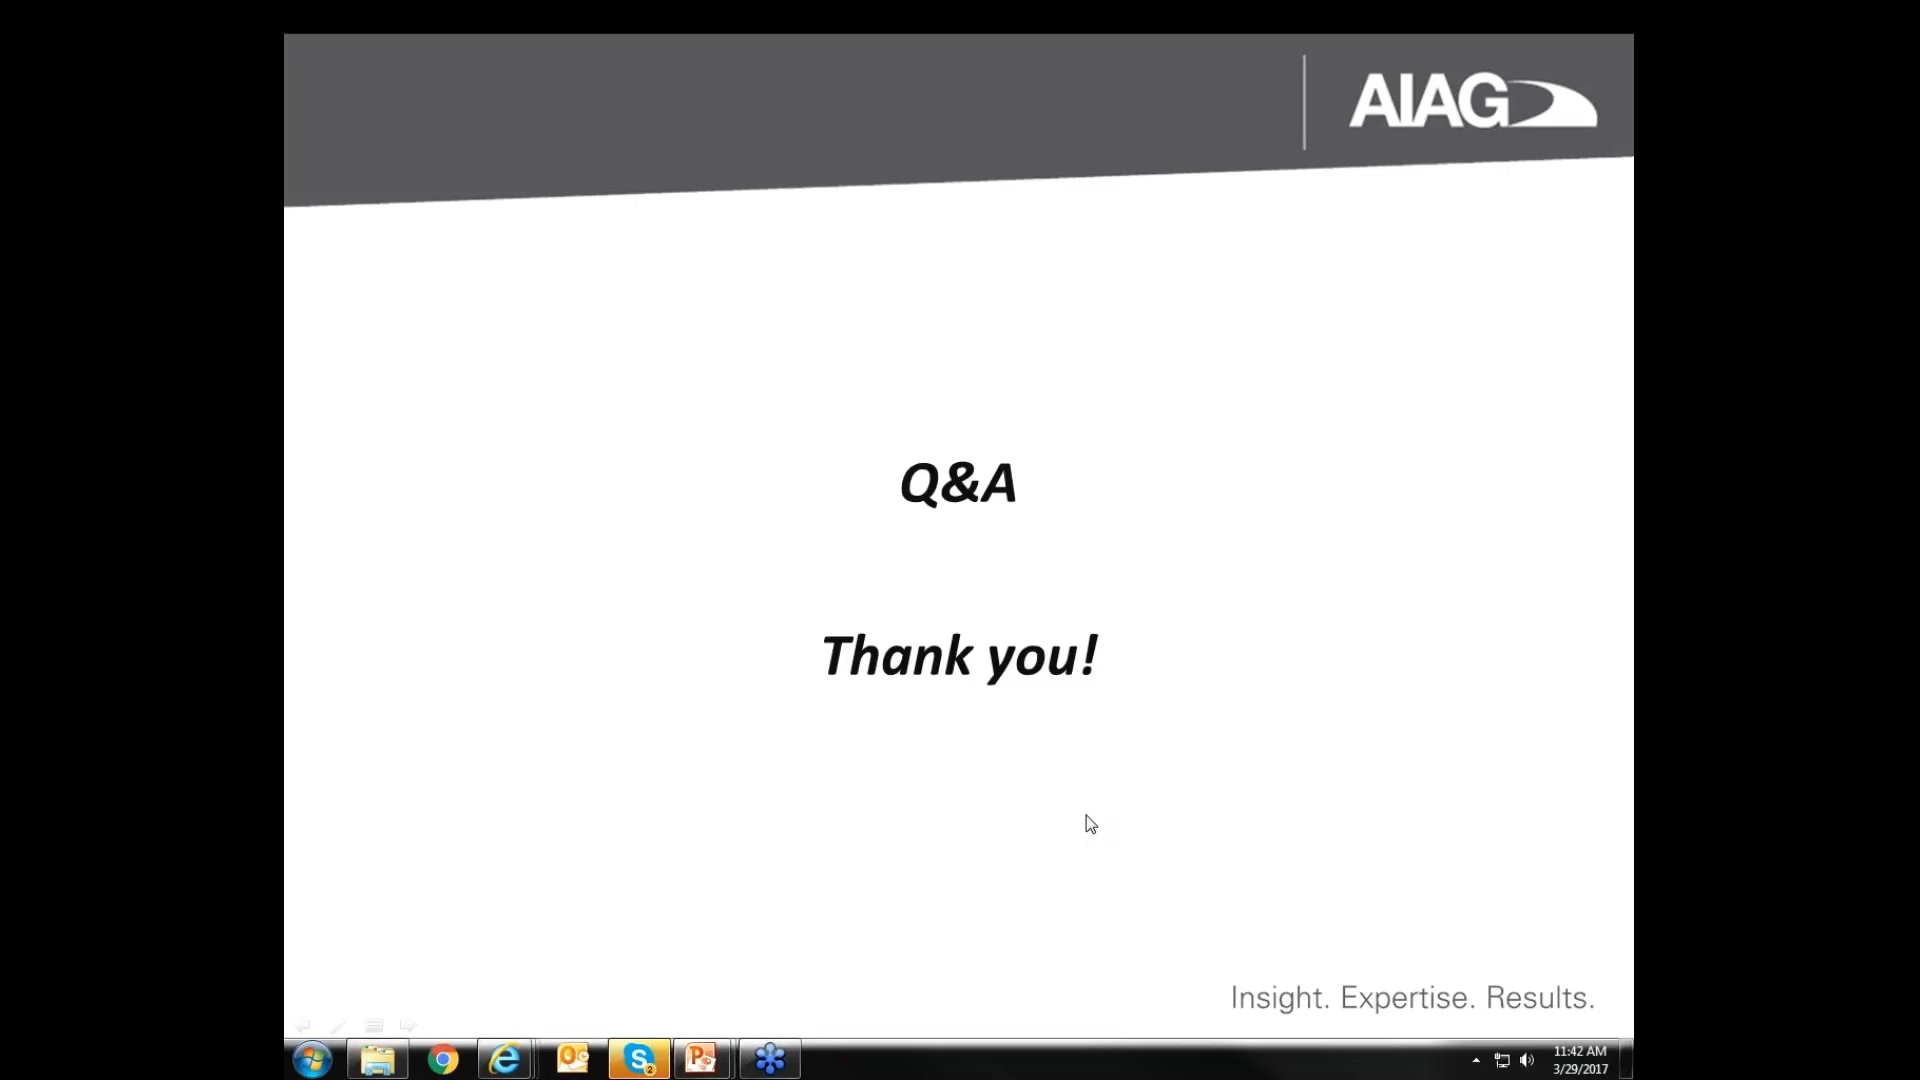 AIAG
Q&A
Thank you!
Insight. Expertise. Results.
11:42 AM
3/29/2017